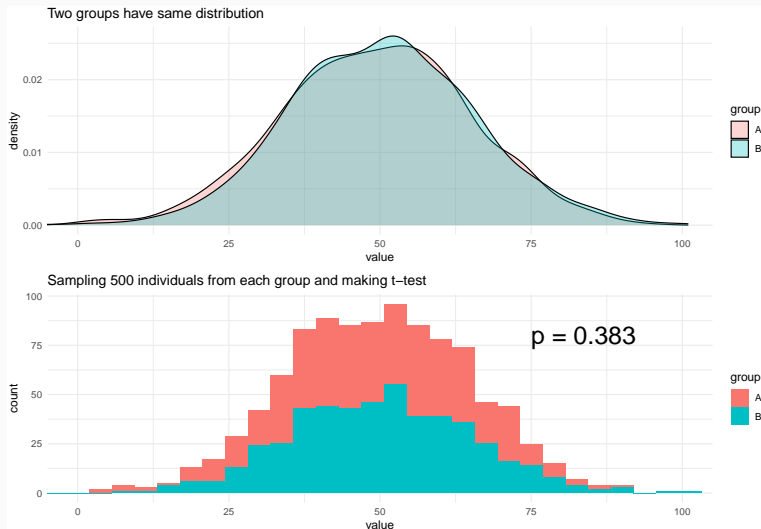 Two groups have same distribution
0.02
0.01
0.00
density
0
25
50
75
100
value
group
A
B
Sampling 500 individuals from each group and making t−test
100
75
50
25
0
count
p = 0.383
0
25
50
75
100
value
group
A
B